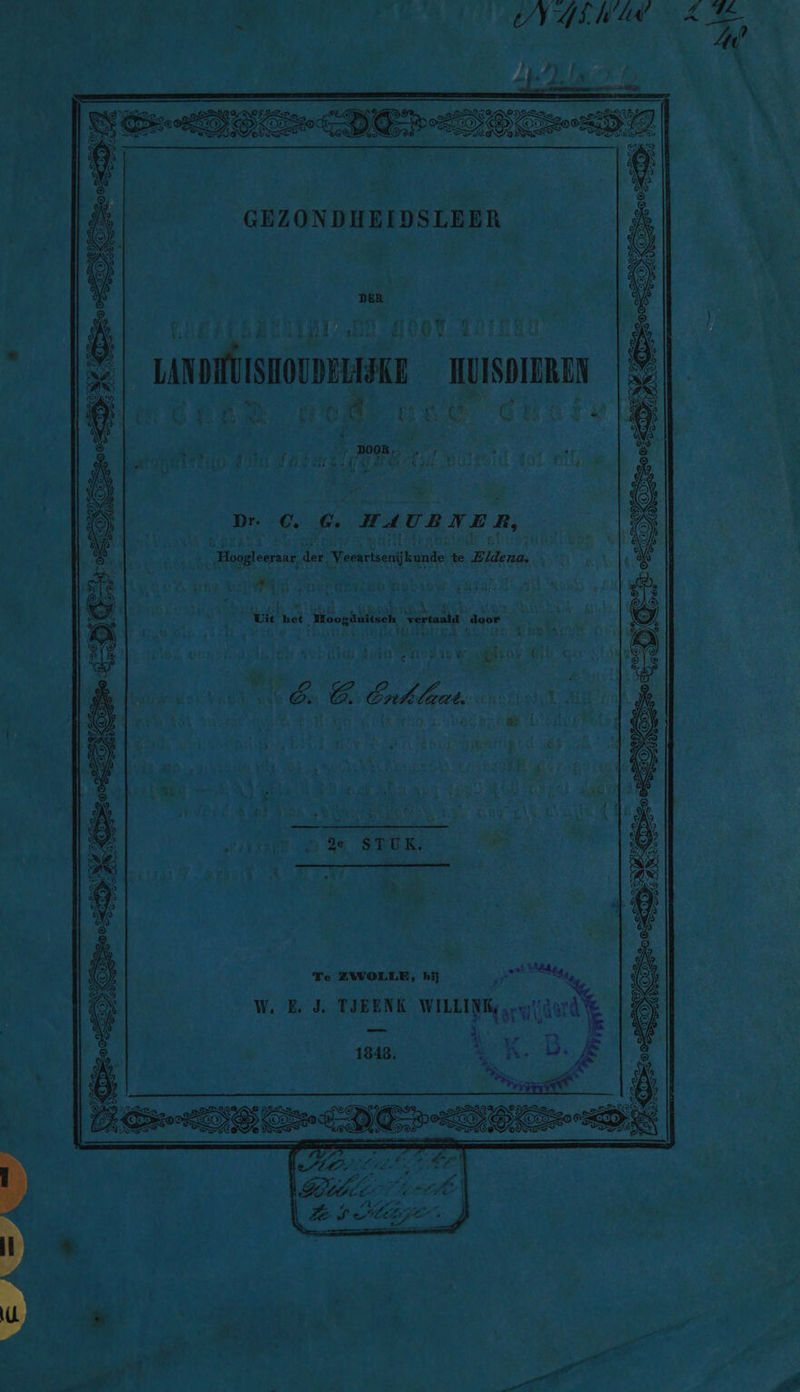 GEZONDHEIDSLEER
DER
LANDHUISHOUDELIJKE HUISDIEREN
DOOR
Dr. C. G. HAUBNER,
Hoogleeraar der Veeartsenijkunde te Eldena.
Uit het Hoogduitsch vertaald door
E. C. Enklaar.
2e STUK.
Te ZWOLLE, bij
W. E. J. TJEENK WILLINK,
1848.
Verwijderd
K. B.
Koninklijke
Bibliotheek
te 's Hage.